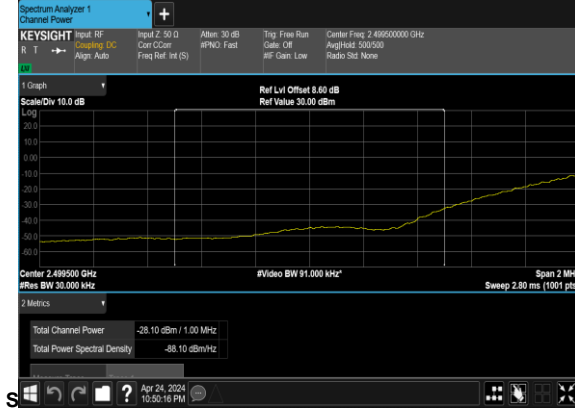 Spectrum Analyzer 1
Channel Power
+
KEYSIGHT
R T
LXI
Input: RF
Coupling: DC
Align: Auto
Input Z: 50 Ω
Corr CCorr
Freq Ref: Int (S)
Atten: 30 dB
#PNO: Fast
Trig: Free Run
Gate: Off
#IF Gain: Low
Center Freq: 2.499500000 GHz
Avg|Hold: 500/500
Radio Std: None
1 Graph
Scale/Div 10.0 dB
Ref Lvl Offset 8.60 dB
Ref Value 30.00 dBm
Log
20.0
10.0
0.00
-10.0
-20.0
-30.0
-40.0
-50.0
-60.0
Center 2.499500 GHz
#Res BW 30.000 kHz
#Video BW 91.000 kHz*
Span 2 MH
Sweep 2.80 ms (1001 pts
2 Metrics
Total Channel Power -28.10 dBm / 1.00 MHz
Total Power Spectral Density -88.10 dBm/Hz
S
?
Apr 24, 2024
10:50:16 PM